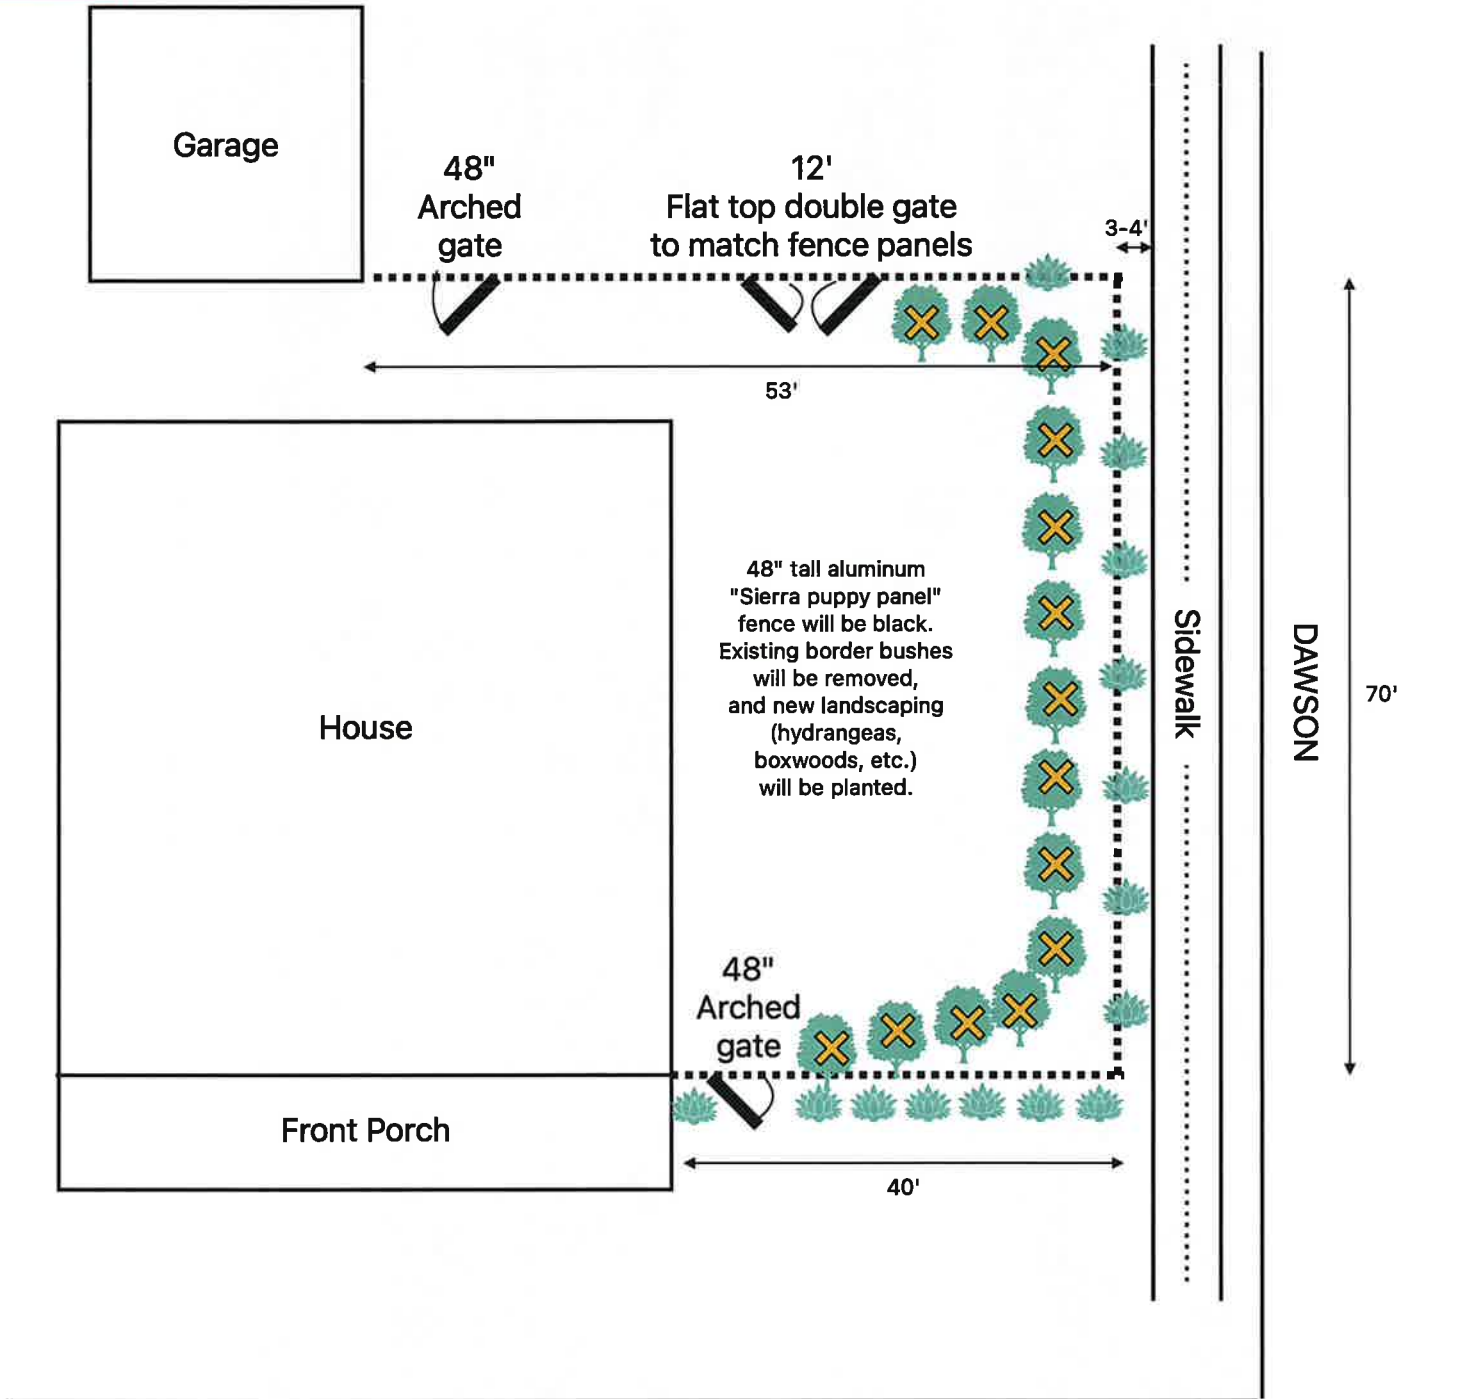 Garage
48"
Arched
gate
12'
Flat top double gate
to match fence panels
3-4'
53'
48" tall aluminum
"Sierra puppy panel"
fence will be black.
Existing border bushes
will be removed,
and new landscaping
(hydrangeas,
boxwoods, etc.)
will be planted.
House
Sidewalk
DAWSON
70'
48"
Arched
gate
Front Porch
40'